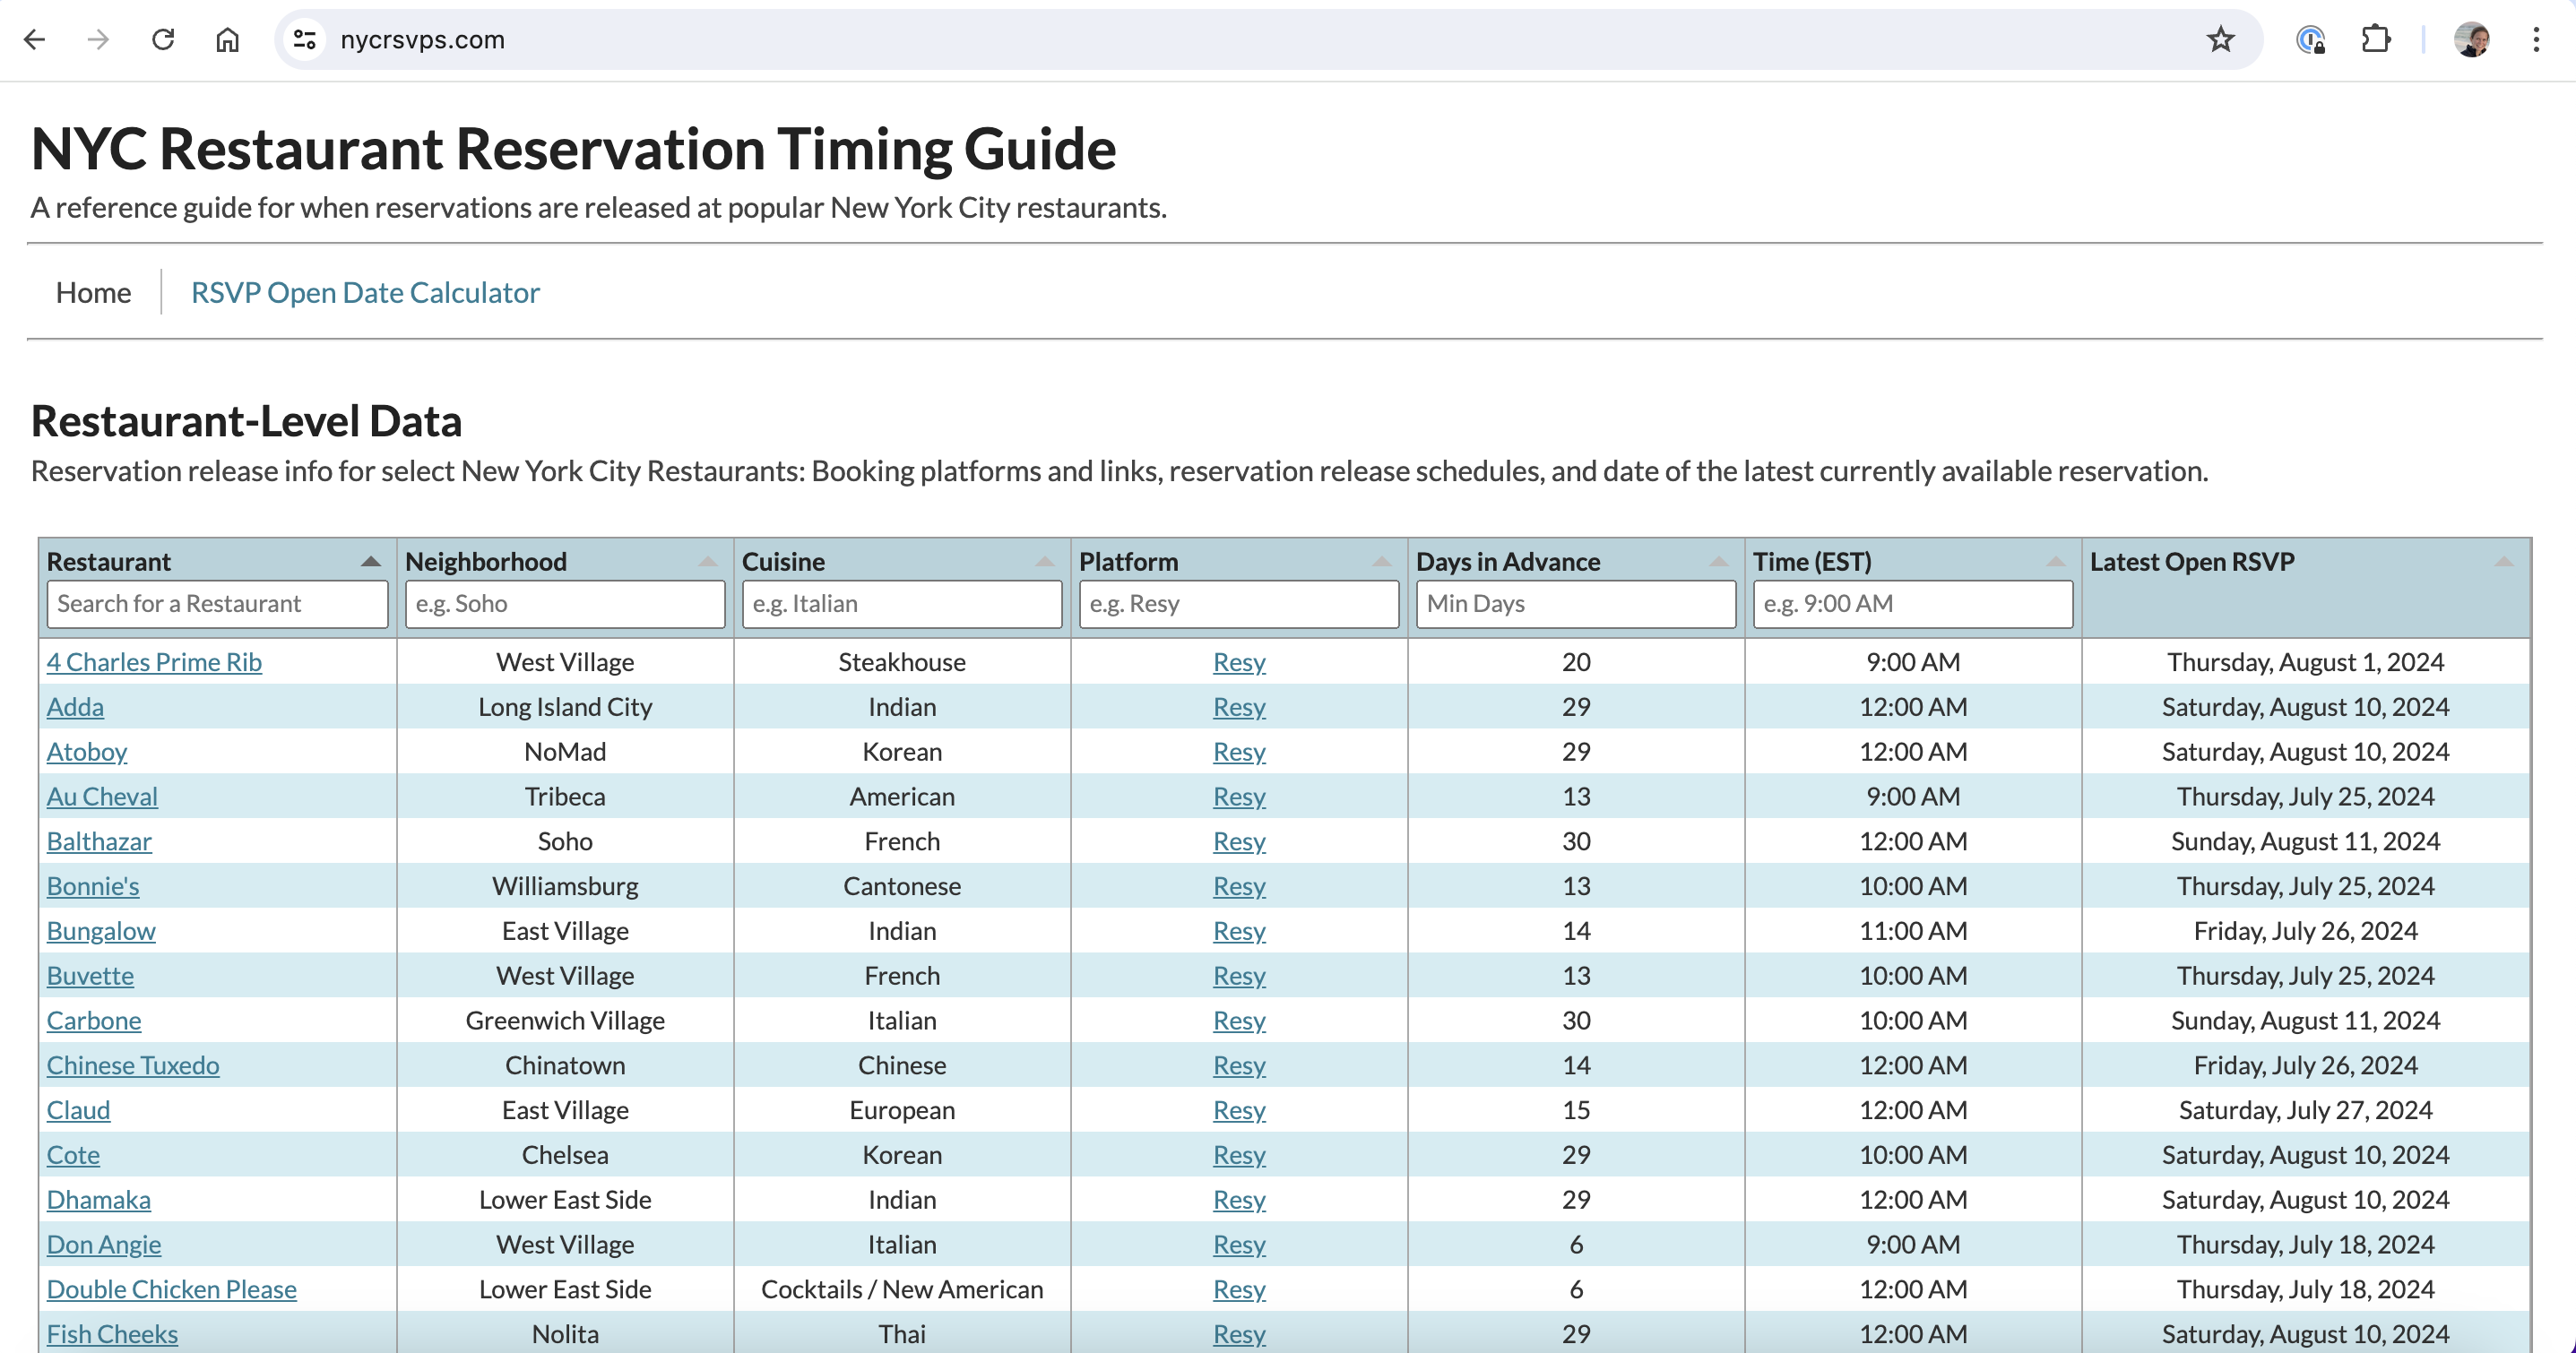 nycrsvps.com
NYC Restaurant Reservation Timing Guide
A reference guide for when reservations are released at popular New York City restaurants.
Home RSVP Open Date Calculator
Restaurant-Level Data
Reservation release info for select New York City Restaurants: Booking platforms and links, reservation release schedules, and date of the latest currently available reservation.
Restaurant Neighborhood Cuisine Platform Days in Advance Time (EST) Latest Open RSVP
Search for a Restaurant e.g. Soho e.g. Italian e.g. Resy Min Days e.g. 9:00 AM
4 Charles Prime Rib West Village Steakhouse Resy 20 9:00 AM Thursday, August 1, 2024
Adda Long Island City Indian Resy 29 12:00 AM Saturday, August 10, 2024
Atoboy NoMad Korean Resy 29 12:00 AM Saturday, August 10, 2024
Au Cheval Tribeca American Resy 13 9:00 AM Thursday, July 25, 2024
Balthazar Soho French Resy 30 12:00 AM Sunday, August 11, 2024
Bonnie's Williamsburg Cantonese Resy 13 10:00 AM Thursday, July 25, 2024
Bungalow East Village Indian Resy 14 11:00 AM Friday, July 26, 2024
Buvette West Village French Resy 13 10:00 AM Thursday, July 25, 2024
Carbone Greenwich Village Italian Resy 30 10:00 AM Sunday, August 11, 2024
Chinese Tuxedo Chinatown Chinese Resy 14 12:00 AM Friday, July 26, 2024
Claud East Village European Resy 15 12:00 AM Saturday, July 27, 2024
Cote Chelsea Korean Resy 29 10:00 AM Saturday, August 10, 2024
Dhamaka Lower East Side Indian Resy 29 12:00 AM Saturday, August 10, 2024
Don Angie West Village Italian Resy 6 9:00 AM Thursday, July 18, 2024
Double Chicken Please Lower East Side Cocktails / New American Resy 6 12:00 AM Thursday, July 18, 2024
Fish Cheeks Nolita Thai Resy 29 12:00 AM Saturday, August 10, 2024